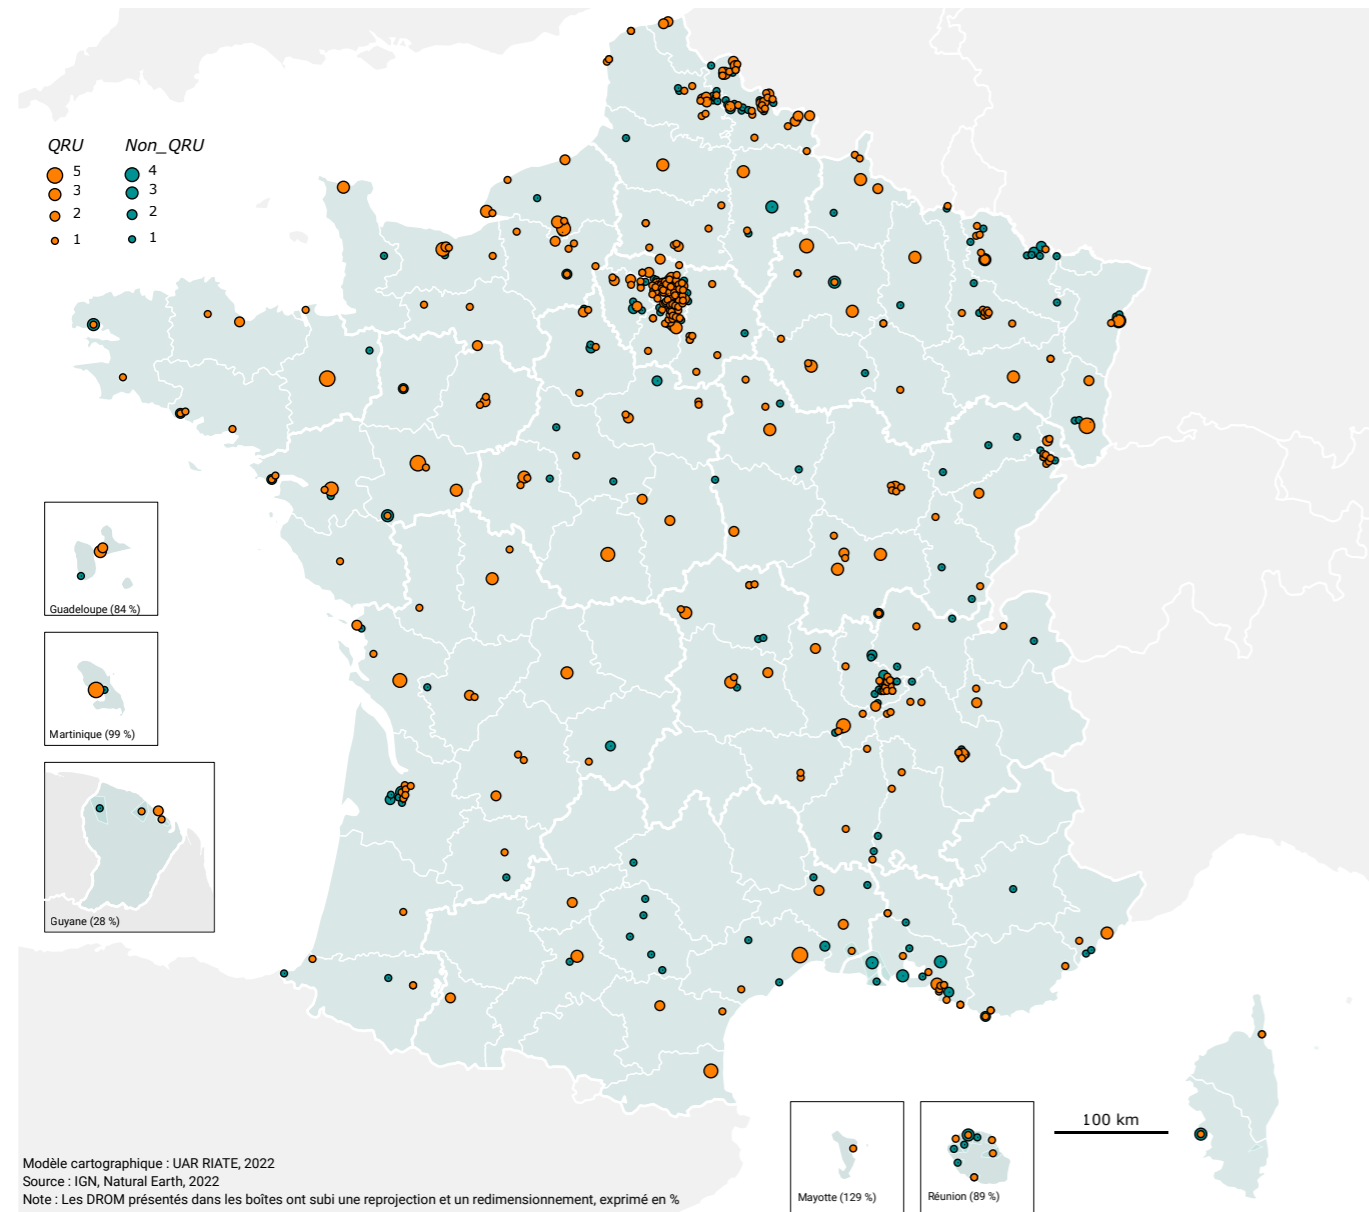 QRU Non_QRU
5 4
3 3
2 2
1 1
Guadeloupe (84 %)
Martinique (99 %)
Guyane (28 %)
100 km
Mayotte (129 %)
Réunion (89 %)
Modèle cartographique : UAR RIATE, 2022
Source : IGN, Natural Earth, 2022
Note : Les DROM présentés dans les boîtes ont subi une reprojection et un redimensionnement, exprimé en %